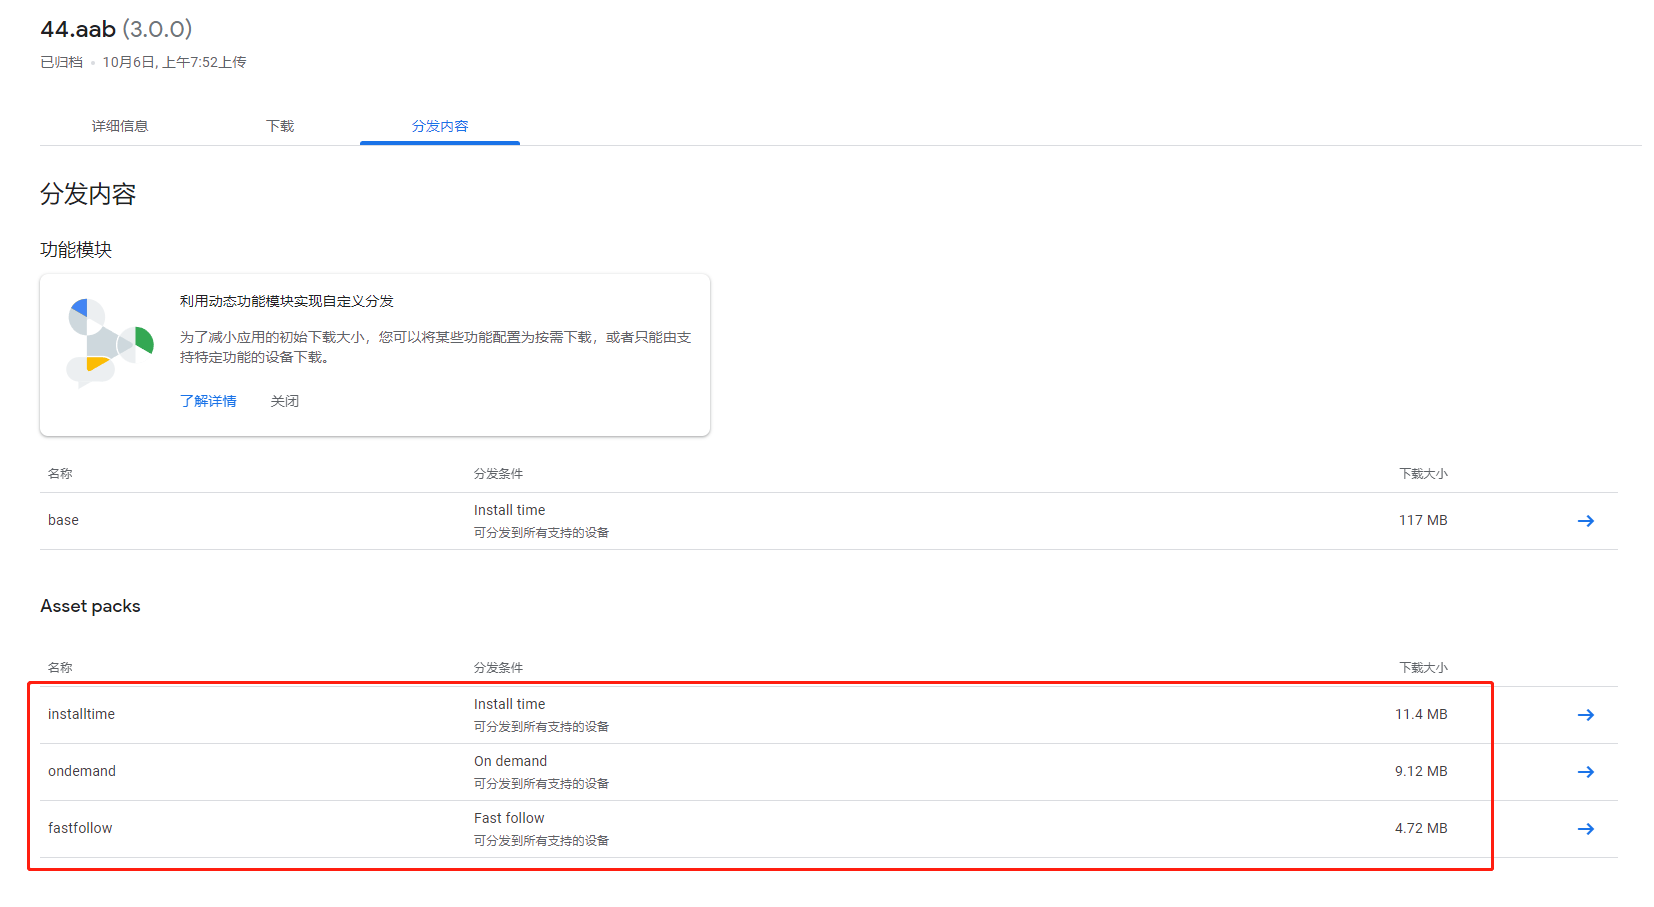 44.aab (3.0.0)
已归档 • 10月6日, 上午7:52上传
详细信息 下载 分发内容
分发内容
功能模块
利用动态功能模块实现自定义分发
为了减小应用的初始下载大小，您可以将某些功能配置为按需下载，或者只能由支
持特定功能的设备下载。
了解详情 关闭
名称 分发条件 下载大小
base Install time 117 MB
可分发到所有支持的设备
Asset packs
名称 分发条件 下载大小
installtime Install time 11.4 MB
可分发到所有支持的设备
ondemand On demand 9.12 MB
可分发到所有支持的设备
fastfollow Fast follow 4.72 MB
可分发到所有支持的设备